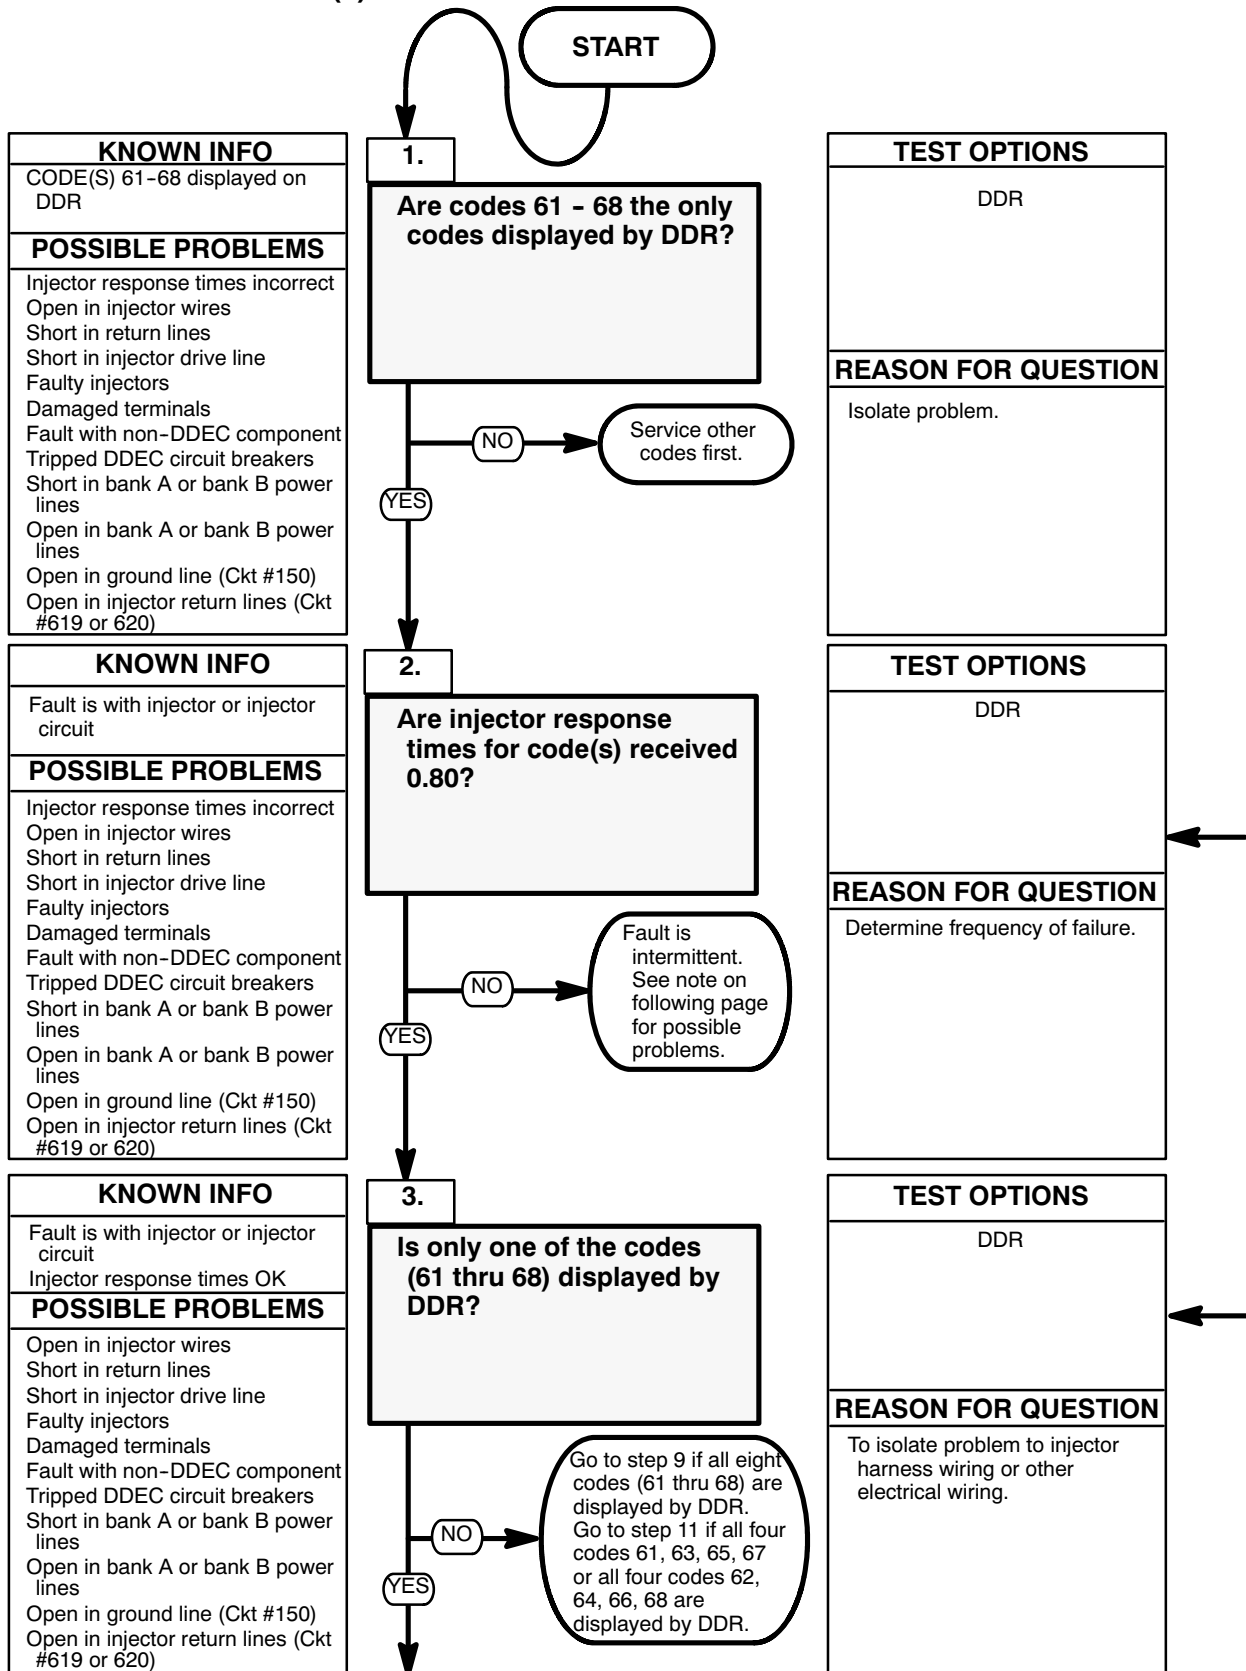 (s)
START
KNOWN INFO
CODE(S) 61-68 displayed on
DDR
POSSIBLE PROBLEMS
Injector response times incorrect
Open in injector wires
Short in return lines
Short in injector drive line
Faulty injectors
Damaged terminals
Fault with non-DDEC component
Tripped DDEC circuit breakers
Short in bank A or bank B power
lines
Open in bank A or bank B power
lines
Open in ground line (Ckt #150)
Open in injector return lines (Ckt
#619 or 620)
1.
Are codes 61 - 68 the only
codes displayed by DDR?
NO
Service other
codes first.
YES
TEST OPTIONS
DDR
REASON FOR QUESTION
Isolate problem.
KNOWN INFO
Fault is with injector or injector
circuit
POSSIBLE PROBLEMS
Injector response times incorrect
Open in injector wires
Short in return lines
Short in injector drive line
Faulty injectors
Damaged terminals
Fault with non-DDEC component
Tripped DDEC circuit breakers
Short in bank A or bank B power
lines
Open in bank A or bank B power
lines
Open in ground line (Ckt #150)
Open in injector return lines (Ckt
#619 or 620)
2.
Are injector response
times for code(s) received
0.80?
NO
Fault is
intermittent.
See note on
following page
for possible
problems.
YES
TEST OPTIONS
DDR
REASON FOR QUESTION
Determine frequency of failure.
KNOWN INFO
Fault is with injector or injector
circuit
Injector response times OK
POSSIBLE PROBLEMS
Open in injector wires
Short in return lines
Short in injector drive line
Faulty injectors
Damaged terminals
Fault with non-DDEC component
Tripped DDEC circuit breakers
Short in bank A or bank B power
lines
Open in bank A or bank B power
lines
Open in ground line (Ckt #150)
Open in injector return lines (Ckt
#619 or 620)
3.
Is only one of the codes
(61 thru 68) displayed by
DDR?
NO
Go to step 9 if all eight
codes (61 thru 68) are
displayed by DDR.
Go to step 11 if all four
codes 61, 63, 65, 67
or all four codes 62,
64, 66, 68 are
displayed by DDR.
YES
TEST OPTIONS
DDR
REASON FOR QUESTION
To isolate problem to injector
harness wiring or other
electrical wiring.